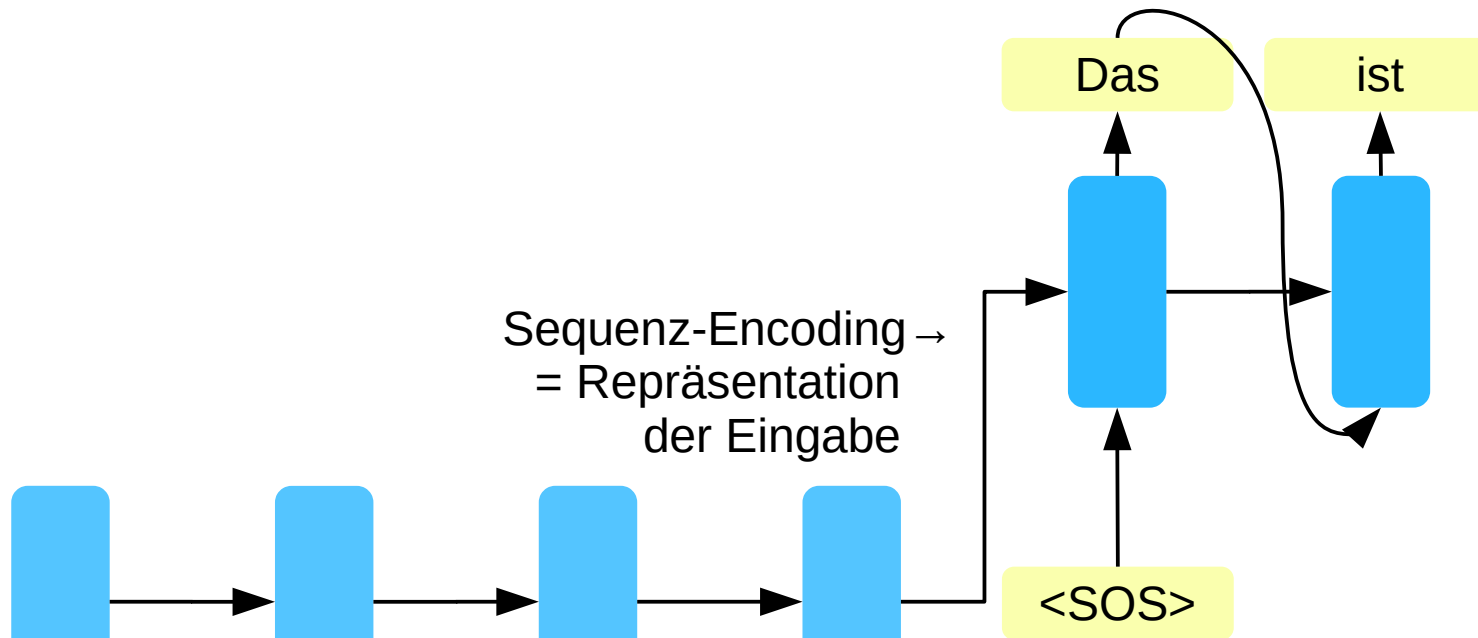 Das
ist
Sequenz-Encoding→
= Repräsentation
der Eingabe
<SOS>